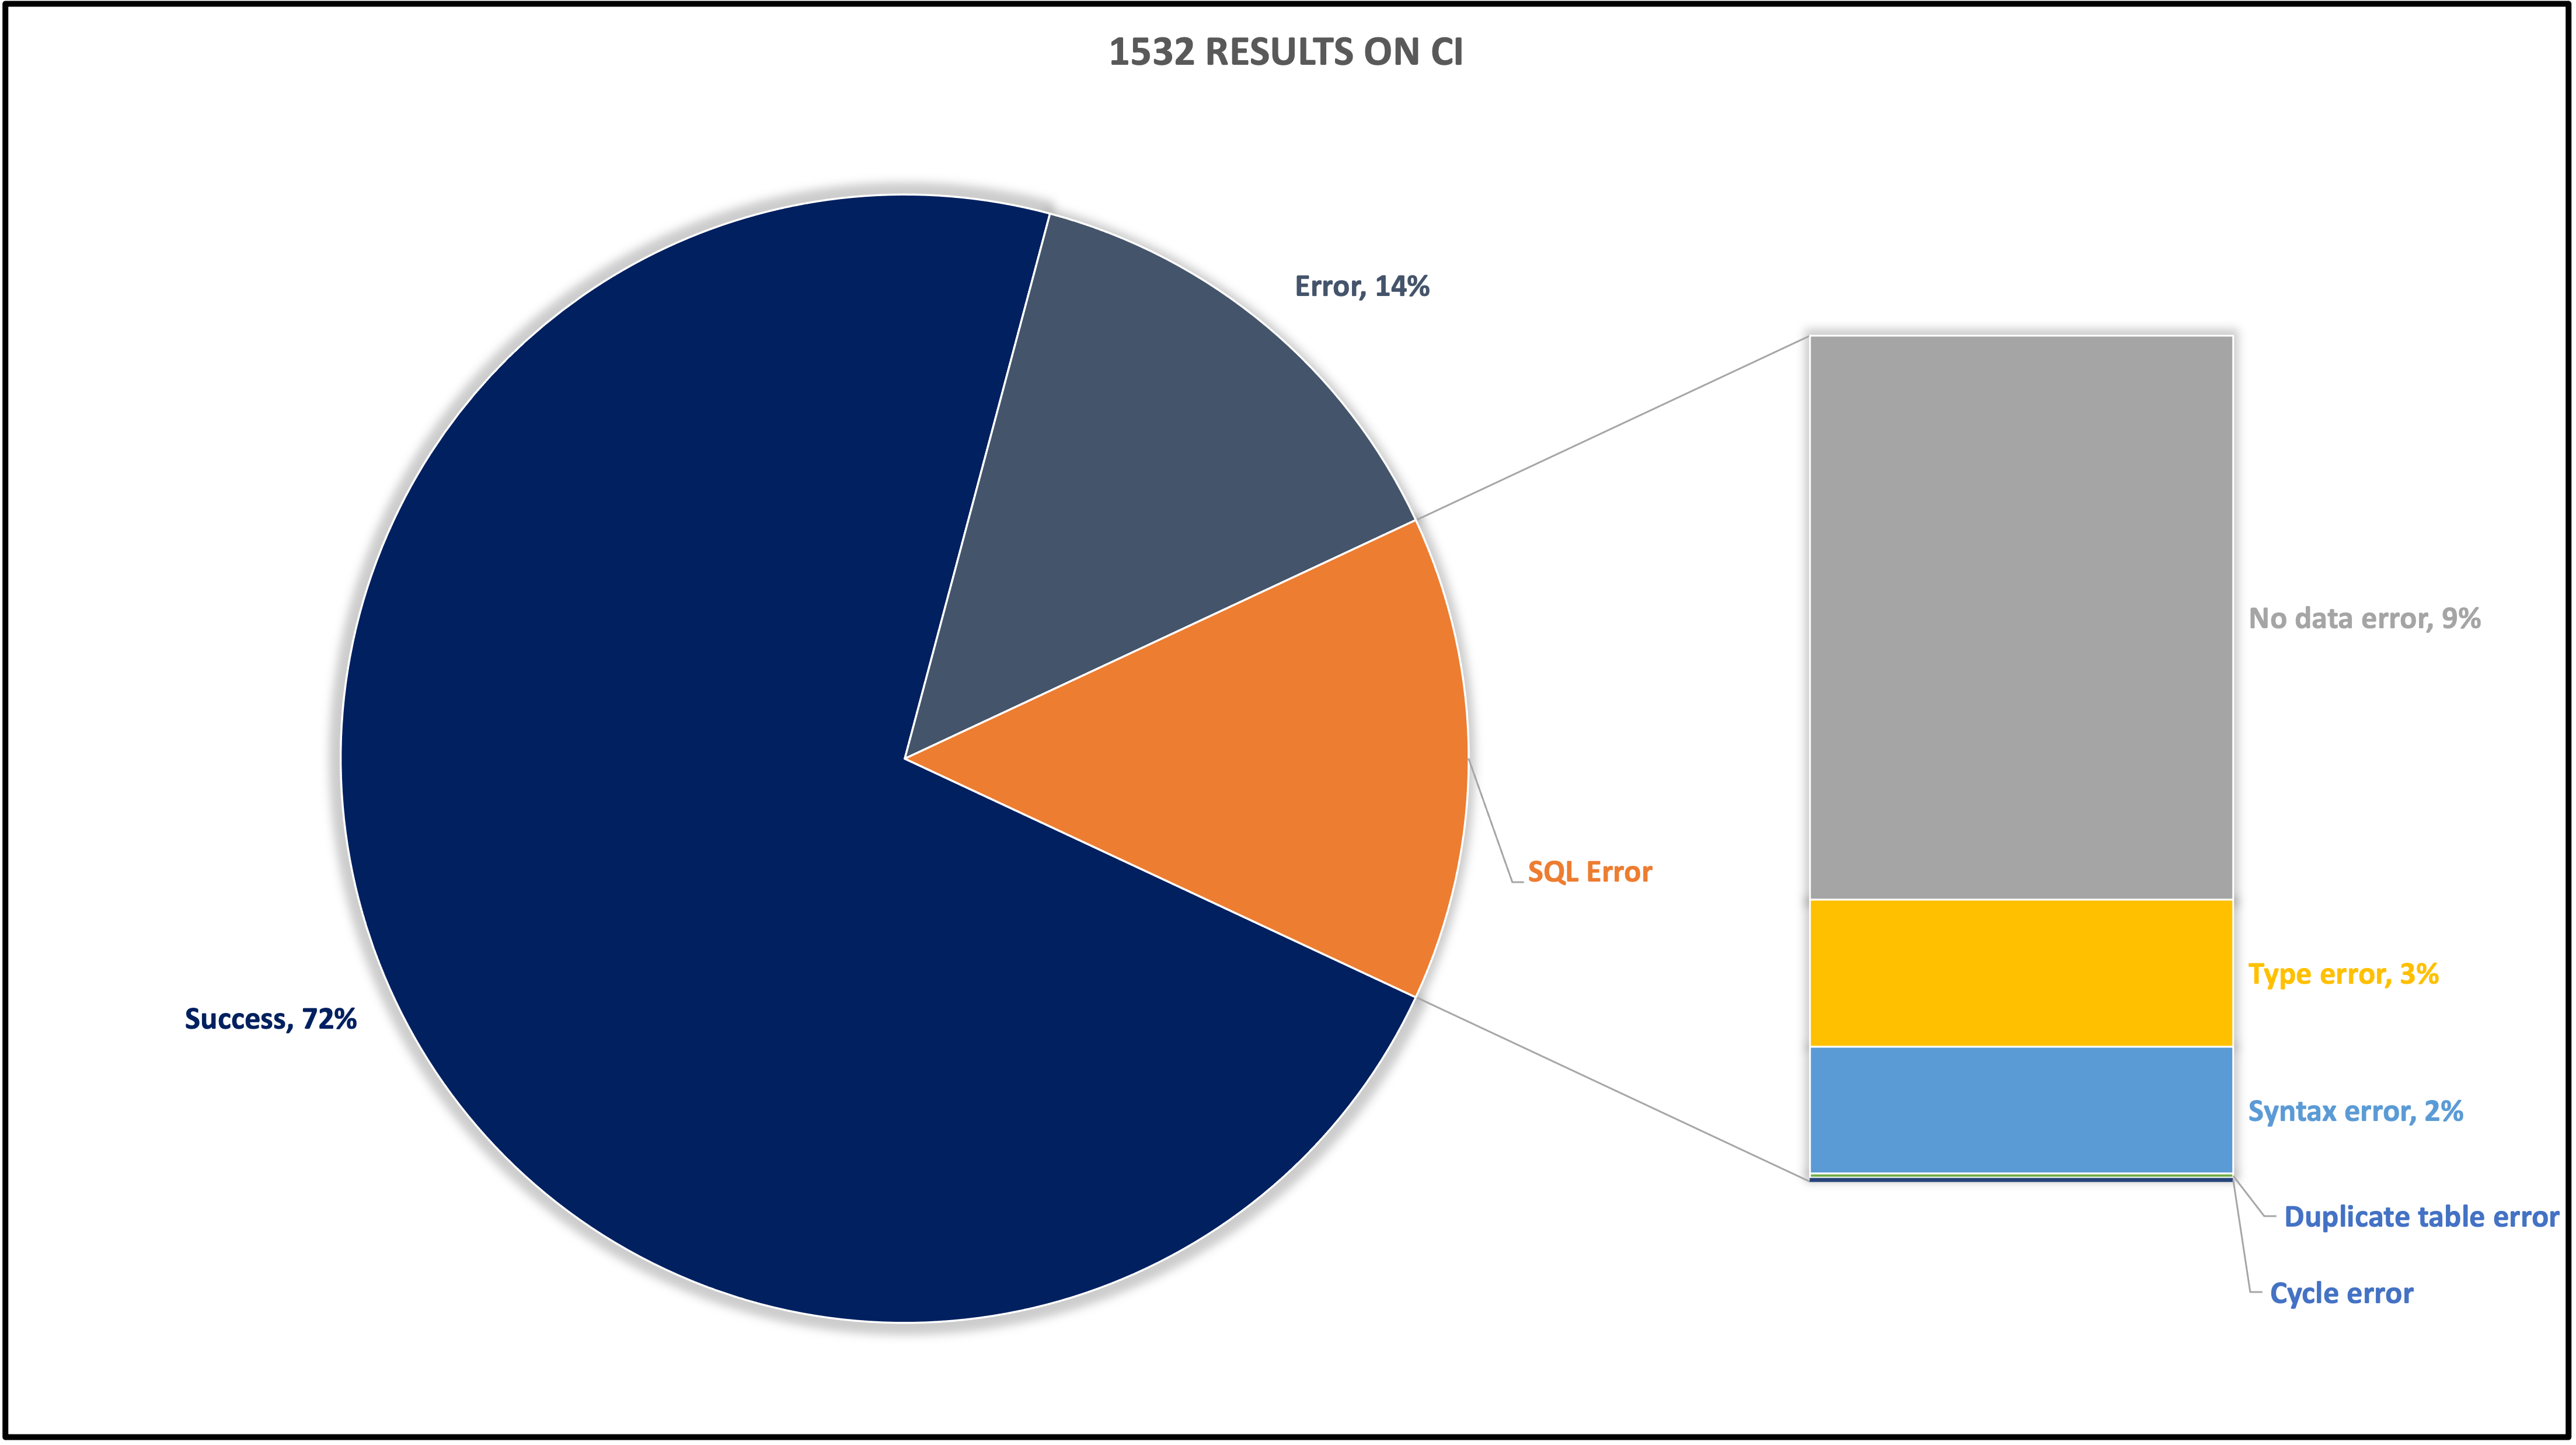 1532 RESULTS ON CI
Error, 14%
No data error, 9%
SQL Error
Type error, 3%
Success, 72%
Syntax error, 2%
Duplicate table error
Cycle error